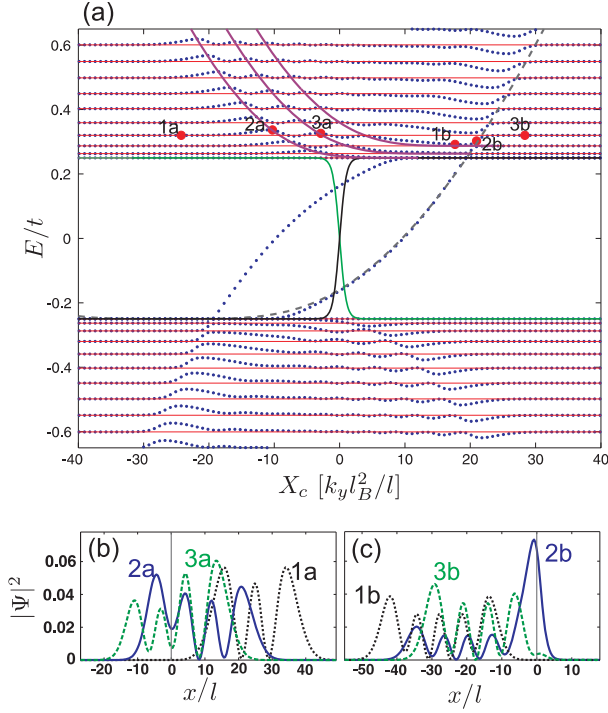 (a)
0.6
0.4
0.2
0
-0.2
-0.4
-0.6
E/t
1a 2a 3a 1b 2b 3b
-40 -30 -20 -10 0 10 20 30 40
X_c [k_y l_B^2/l]
(b)
0.06
0.04
0.02
0
|Ψ|^2
2a 3a 1a
-20 -10 0 10 20 30 40
x/l
(c)
1b 3b 2b
-50 -40 -30 -20 -10 0 10
x/l